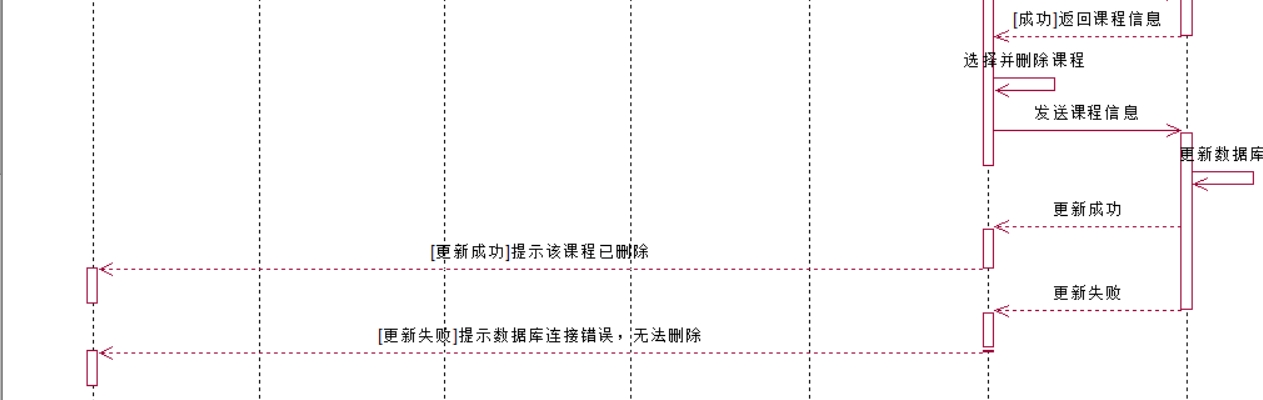 [成功]返回课程信息
选择并删除课程
发送课程信息
更新数据库
更新成功
[更新成功]提示该课程已删除
更新失败
[更新失败]提示数据库连接错误，无法删除